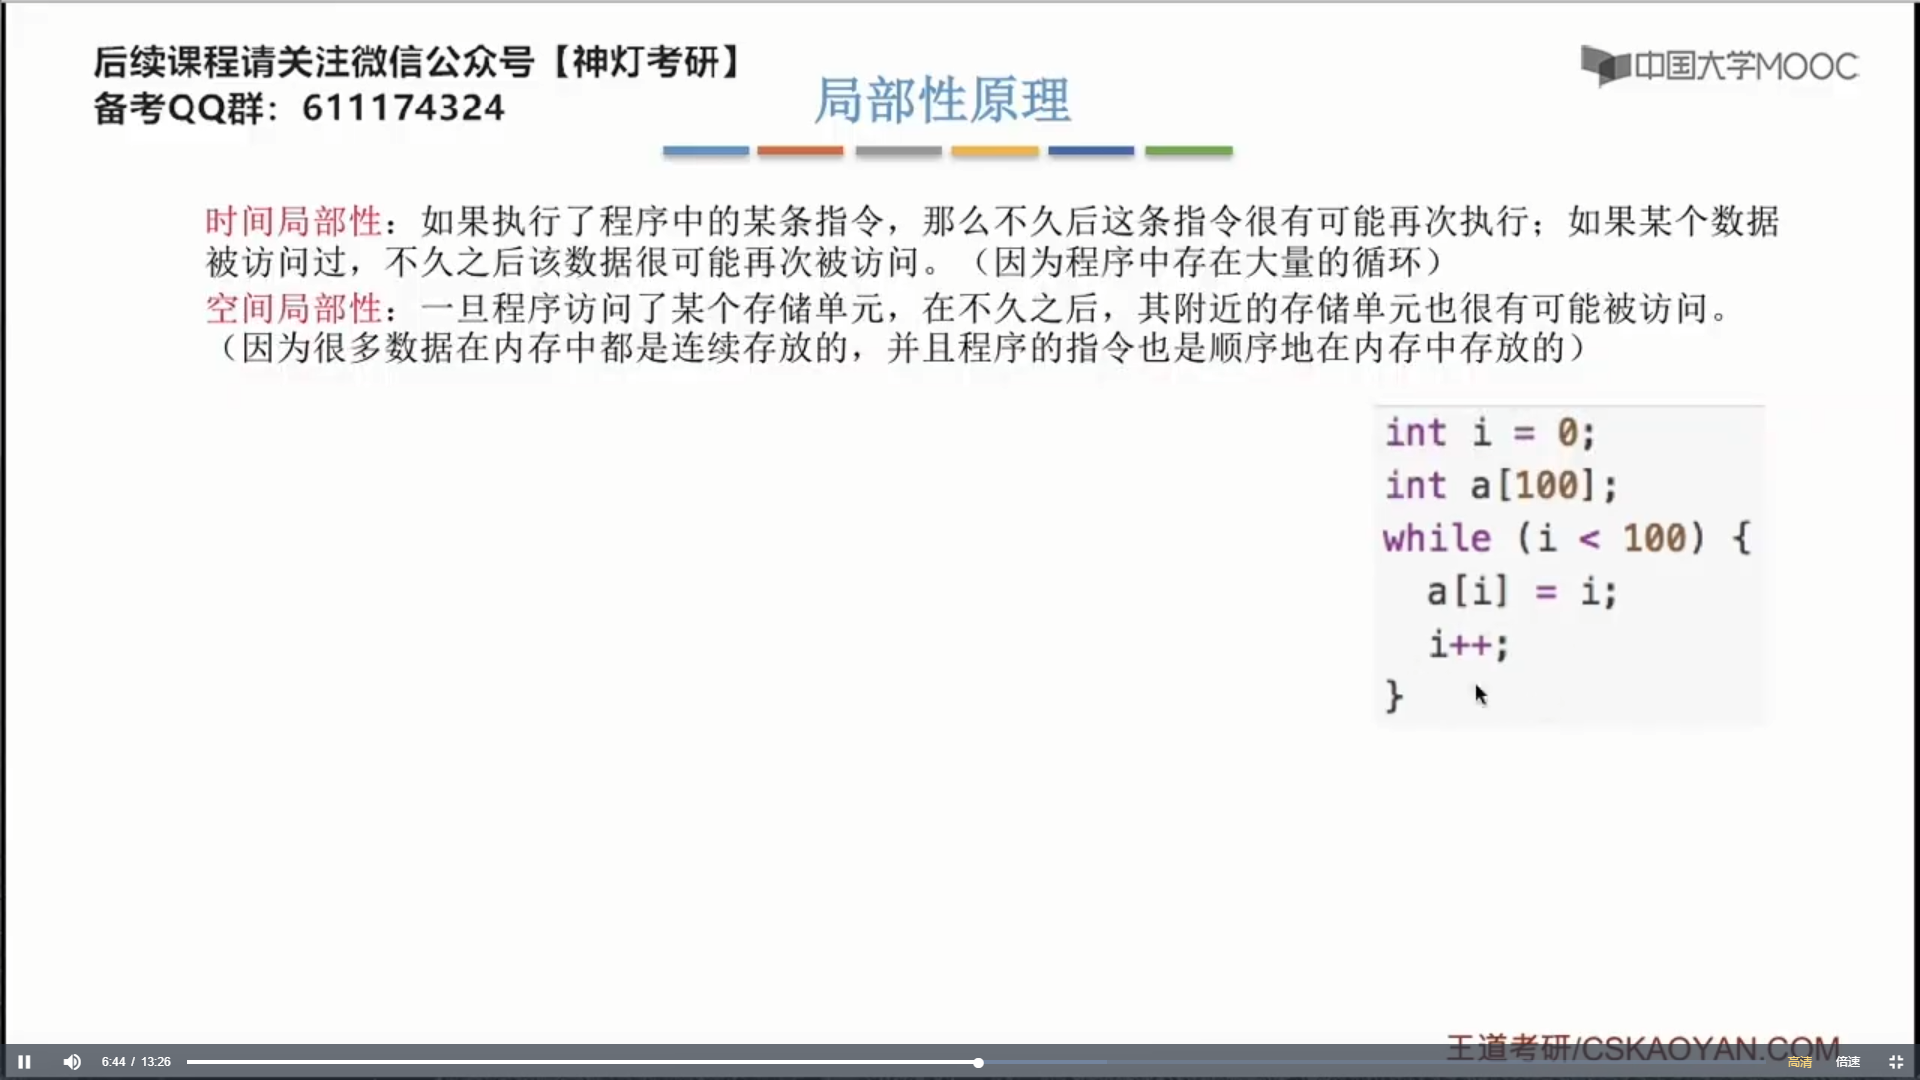 后续课程请关注微信公众号【神灯考研】
备考QQ群：611174324
中国大学MOOC
局部性原理
时间局部性：如果执行了程序中的某条指令，那么不久后这条指令很有可能再次执行；如果某个数据
被访问过，不久之后该数据很可能再次被访问。（因为程序中存在大量的循环）
空间局部性：一旦程序访问了某个存储单元，在不久之后，其附近的存储单元也很有可能被访问。
（因为很多数据在内存中都是连续存放的，并且程序的指令也是顺序地在内存中存放的）
int i = 0;
int a[100];
while (i < 100) {
a[i] = i;
i++;
}
王道考研/CSKAOYAN.COM
6:44 / 13:26
高清
倍速